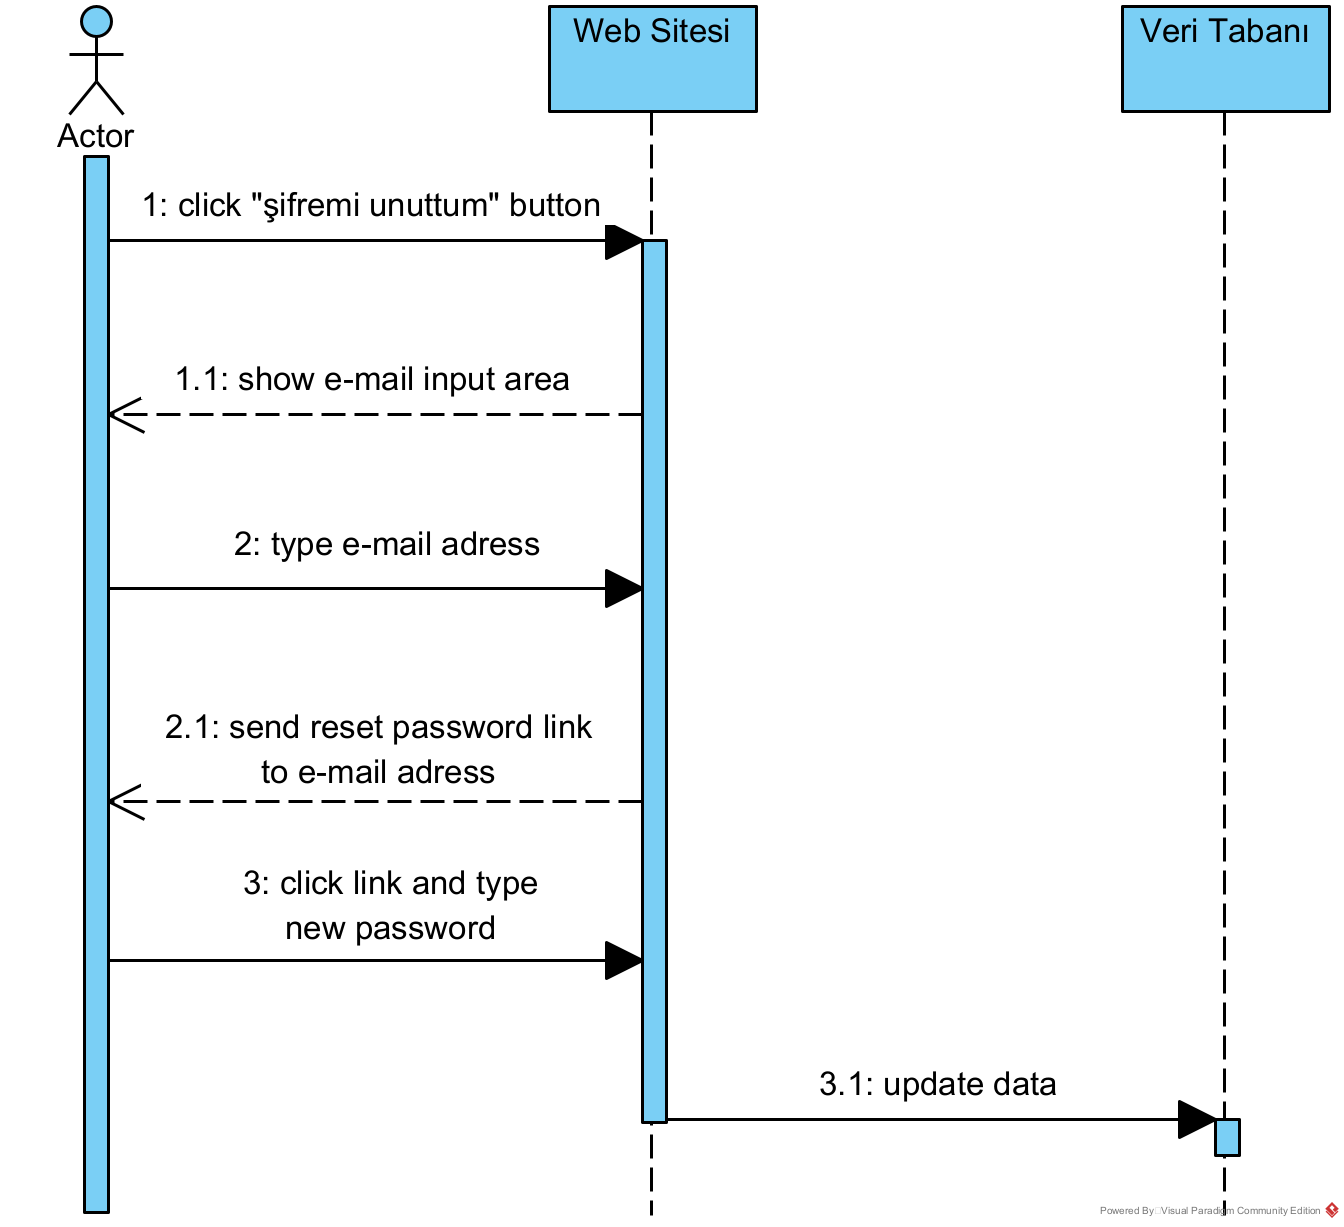 Web Sitesi
Veri Tabanı
Actor
1: click "şifremi unuttum" button
1.1: show e-mail input area
2: type e-mail adress
2.1: send reset password link
to e-mail adress
3: click link and type
new password
3.1: update data
Powered By Visual Paradigm Community Edition